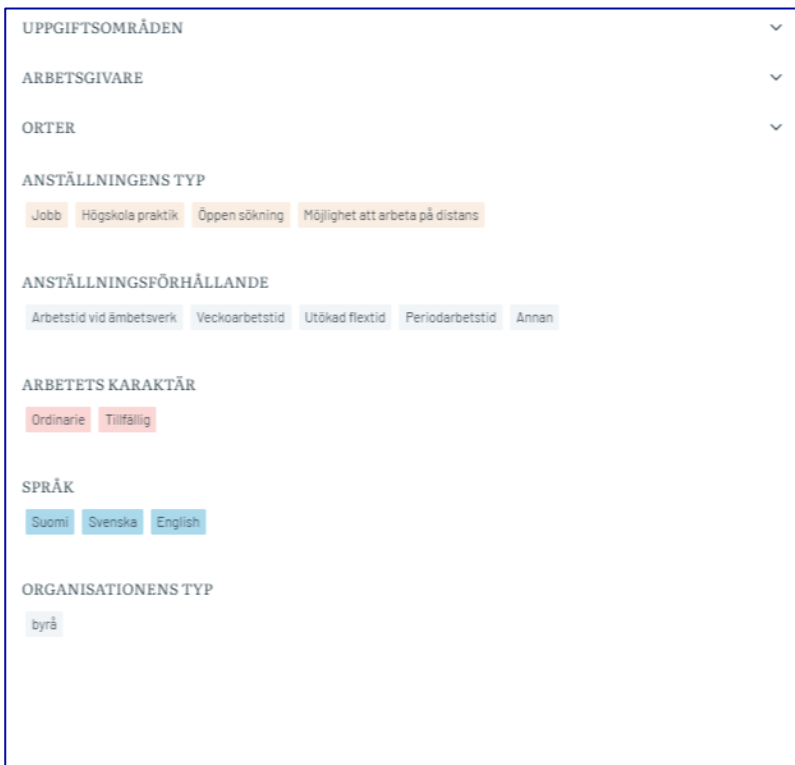 UPPGIFTSOMRÅDEN
ARBETSGIVARE
ORTER
ANSTÄLLNINGENS TYP
Jobb Högskola praktik Öppen sökning Möjlighet att arbeta på distans
ANSTÄLLNINGSFÖRHÅLLANDE
Arbetstid vid ämbetsverk Veckoarbetstid Utökad flextid Periodarbetstid Annan
ARBETETS KARAKTÄR
Ordinarie Tillfällig
SPRÅK
Suomi Svenska English
ORGANISATIONENS TYP
byrå